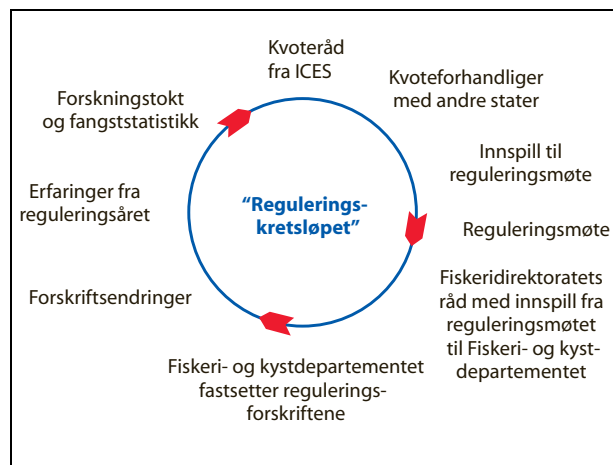 Kvoteråd
fra ICES
Kvoteforhandliger
med andre stater
Innspill til
reguleringsmøte
Reguleringsmøte
Fiskeridirektoratets
råd med innspill fra
reguleringsmøtet
til Fiskeri- og kyst-
departementet
Fiskeri- og kystdepartementet
fastsetter regulerings-
forskriftene
Forskriftsendringer
Erfaringer fra
reguleringsåret
Forskningstokt
og fangststatistikk
“Regulerings-
kretsløpet”